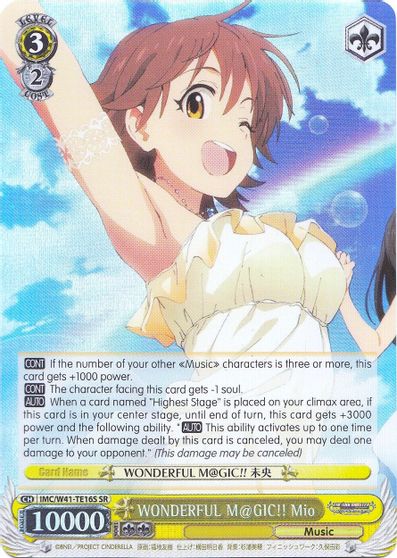 LEVEL
3
2
COST
CONT If the number of your other «Music» characters is three or more, this
card gets +1000 power.
CONT The character facing this card gets -1 soul.
AUTO When a card named "Highest Stage" is placed on your climax area, if
this card is in your center stage, until end of turn, this card gets +3000
power and the following ability. "AUTO This ability activates up to one time
per turn. When damage dealt by this card is canceled, you may deal one
damage to your opponent." (This damage may be canceled)
Card Name WONDERFUL M@GIC!! 未央
CH IMC/W41-TE16S SR
POWER 10000 WONDERFUL M@GIC!! Mio
Music
©BNEI／PROJECT CINDERELLA